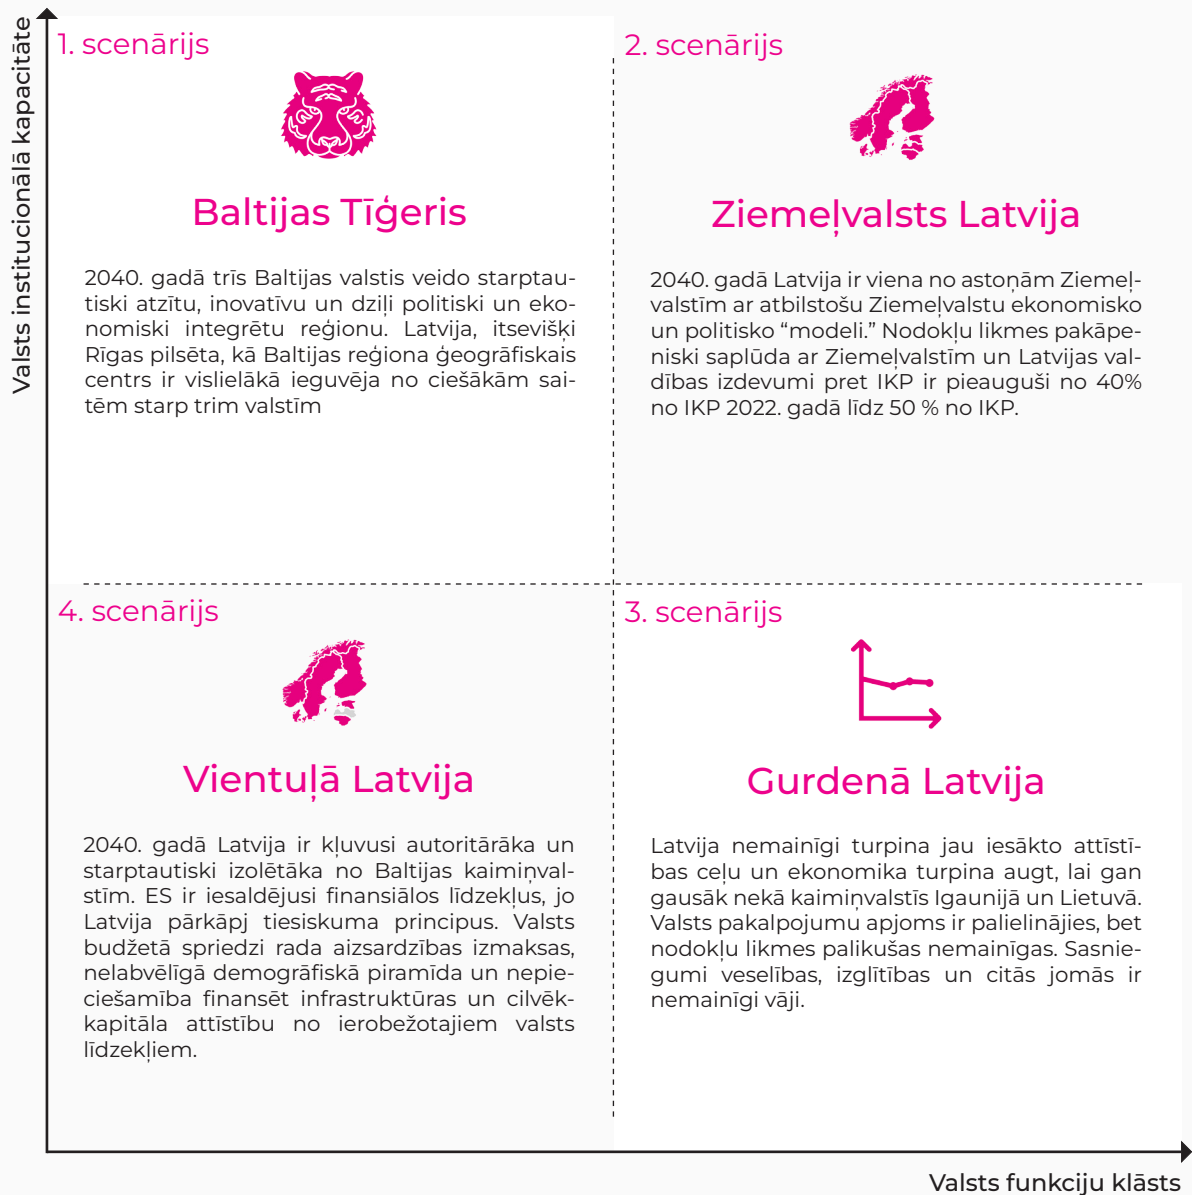 Valsts institucionālā kapacitāte
1. scenārijs
Baltijas Tīģeris
2040. gadā trīs Baltijas valstis veido starptau-
tiski atzītu, inovatīvu un dziļi politiski un eko-
nomiski integrētu reģionu. Latvija, itsevišķi
Rīgas pilsēta, kā Baltijas reģiona ģeogrāfiskais
centrs ir vislielākā ieguvēja no ciešākām sai-
tēm starp trim valstīm
2. scenārijs
Ziemeļvalsts Latvija
2040. gadā Latvija ir viena no astoņām Ziemeļ-
valstīm ar atbilstošu Ziemeļvalstu ekonomisko
un politisko “modeli.” Nodokļu likmes pakāpe-
niski saplūda ar Ziemeļvalstīm un Latvijas val-
dības izdevumi pret IKP ir pieauguši no 40%
no IKP 2022. gadā līdz 50 % no IKP.
4. scenārijs
Vientuļā Latvija
2040. gadā Latvija ir kļuvusi autoritārāka un
starptautiski izolētāka no Baltijas kaimiņval-
stīm. ES ir iesaldējusi finansiālos līdzekļus, jo
Latvija pārkāpj tiesiskuma principus. Valsts
budžetā spriedzi rada aizsardzības izmaksas,
nelabvēlīgā demogrāfiskā piramīda un nepie-
ciešamība finansēt infrastruktūras un cilvēk-
kapitāla attīstību no ierobežotajiem valsts
līdzekļiem.
3. scenārijs
Gurdenā Latvija
Latvija nemainīgi turpina jau iesākto attīstī-
bas ceļu un ekonomika turpina augt, lai gan
gausāk nekā kaimiņvalstīs Igaunijā un Lietuvā.
Valsts pakalpojumu apjoms ir palielinājies, bet
nodokļu likmes palikušas nemainīgas. Sasnie-
gumi veselības, izglītības un citās jomās ir
nemainīgi vāji.
Valsts funkciju klāsts